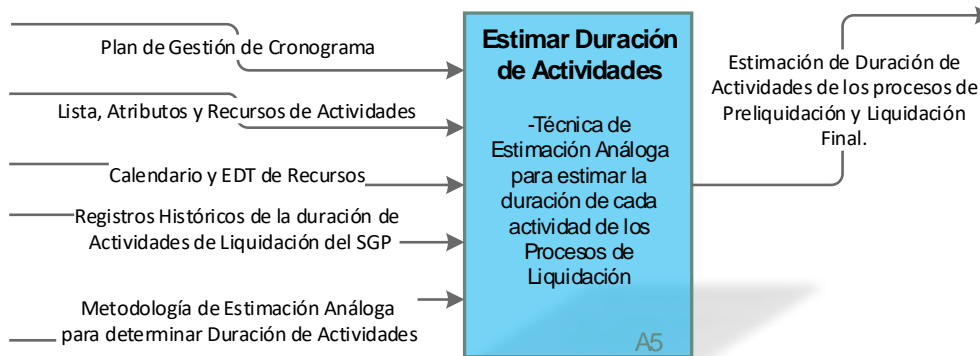 Plan de Gestión de Cronograma
Lista, Atributos y Recursos de Actividades
Calendario y EDT de Recursos
Registros Históricos de la duración de
Actividades de Liquidación del SGP
Metodología de Estimación Análoga
para determinar Duración de Actividades
Estimar Duración
de Actividades
-Técnica de
Estimación Análoga
para estimar la
duración de cada
actividad de los
Procesos de
Liquidación
A5
Estimación de Duración de
Actividades de los procesos de
Preliquidación y Liquidación
Final.